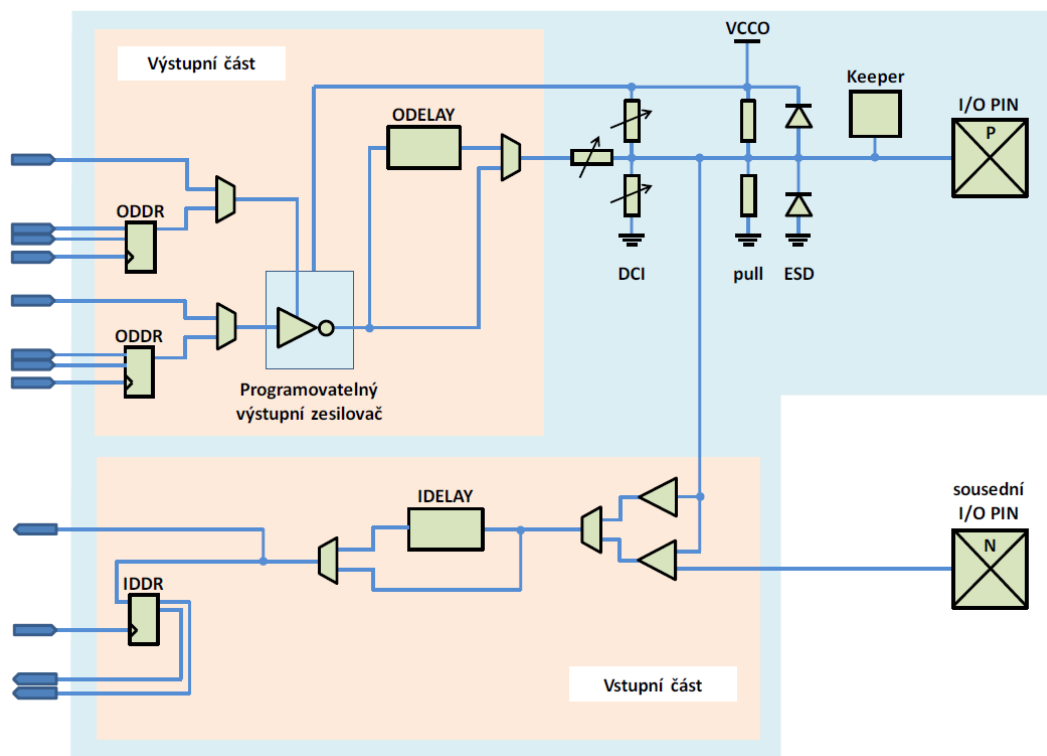 Výstupní část
VCCO
Keeper
I/O PIN
P
ODELAY
ODDR
ODDR
DCI
pull
ESD
Programovatelný
výstupní zesilovač
IDELAY
sousední
I/O PIN
N
IDDR
Vstupní část